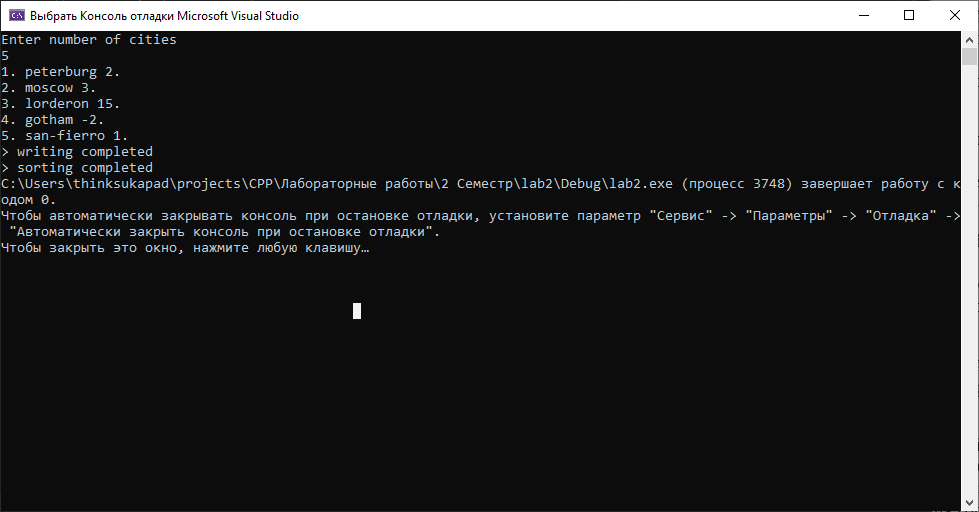 Выбрать Консоль отладки Microsoft Visual Studio
Enter number of cities
5
1. peterburg 2.
2. moscow 3.
3. lorderon 15.
4. gotham -2.
5. san-fierro 1.
> writing completed
> sorting completed
C:\Users\thinksukapad\projects\CPP\Лабораторные работы\2 Семестр\lab2\Debug\lab2.exe (процесс 3748) завершает работу с к
одом 0.
Чтобы автоматически закрывать консоль при остановке отладки, установите параметр "Сервис" -> "Параметры" -> "Отладка" ->
"Автоматически закрыть консоль при остановке отладки".
Чтобы закрыть это окно, нажмите любую клавишу…